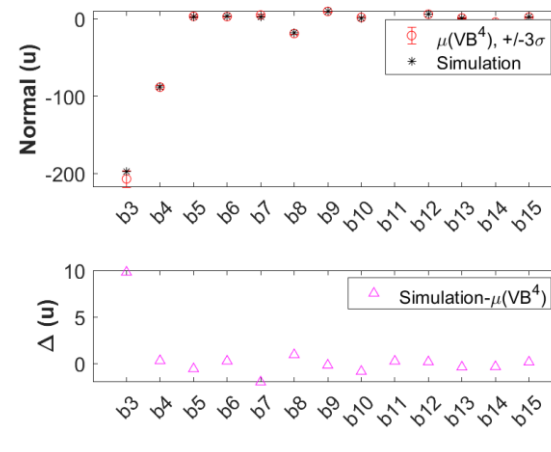 Normal (u)
0
-100
-200
μ(VB⁴), +/-3σ
Simulation
b3 b4 b5 b6 b7 b8 b9 b10 b11 b12 b13 b14 b15
Δ (u)
10
5
0
Simulation-μ(VB⁴)
b3 b4 b5 b6 b7 b8 b9 b10 b11 b12 b13 b14 b15